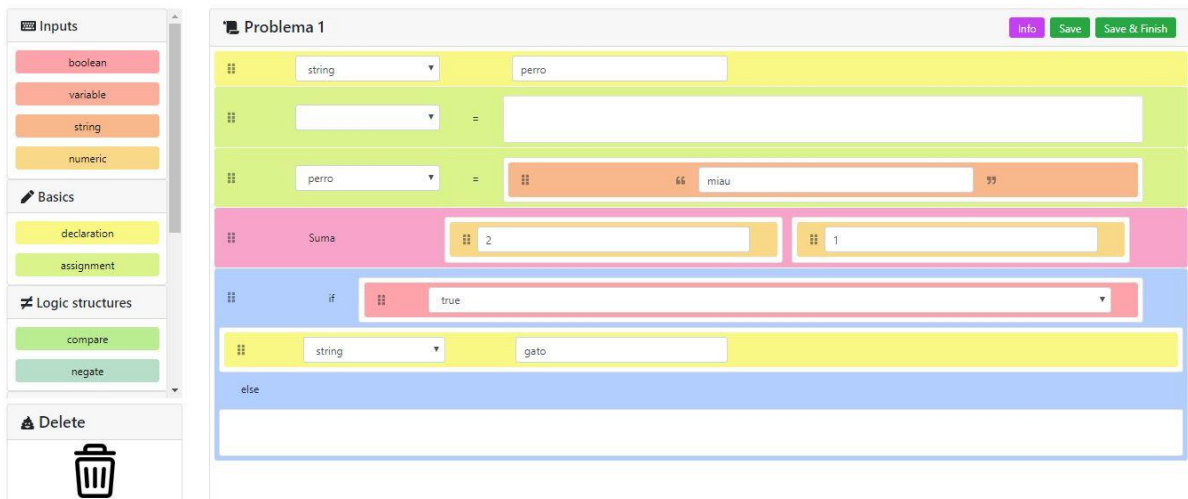 Inputs
boolean
variable
string
numeric
Basics
declaration
assignment
Logic structures
compare
negate
Delete
Problema 1
Info Save Save & Finish
string perro
=
perro = “ miau ”
Suma 2 1
if true
string gato
else